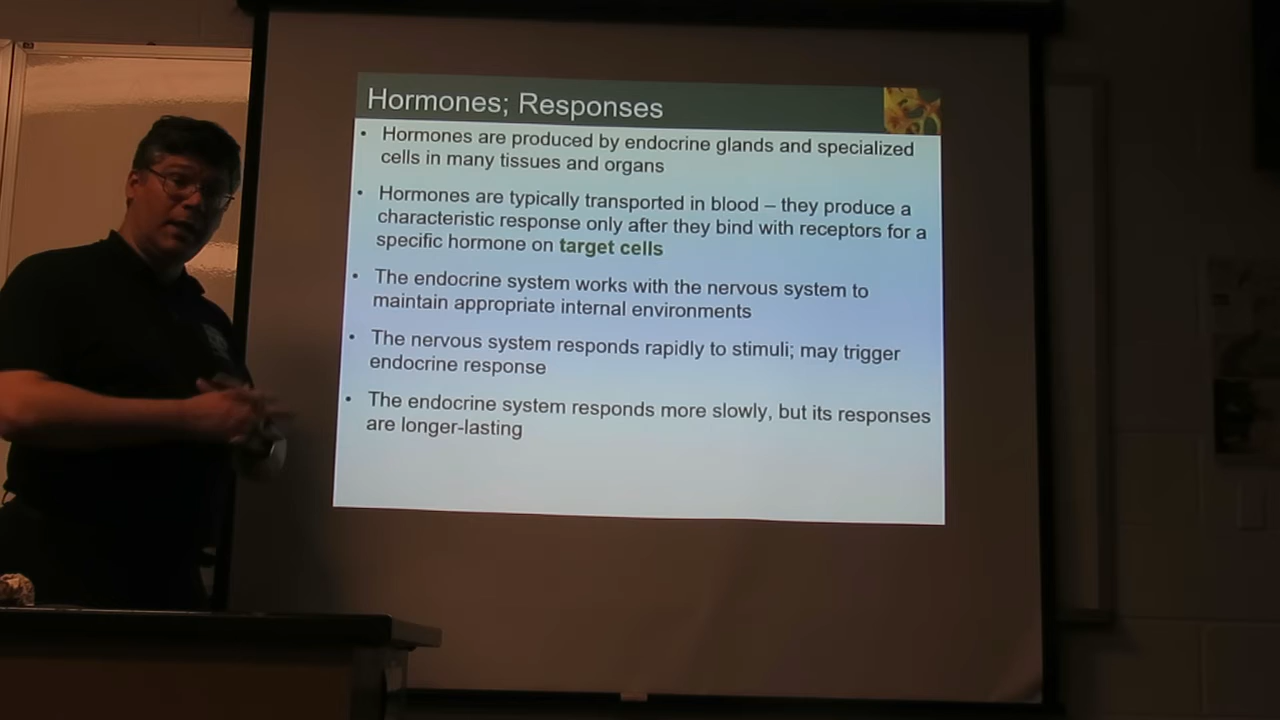 Hormones; Responses
• Hormones are produced by endocrine glands and specialized
cells in many tissues and organs
• Hormones are typically transported in blood – they produce a
characteristic response only after they bind with receptors for a
specific hormone on target cells
• The endocrine system works with the nervous system to
maintain appropriate internal environments
• The nervous system responds rapidly to stimuli; may trigger
endocrine response
• The endocrine system responds more slowly, but its responses
are longer-lasting